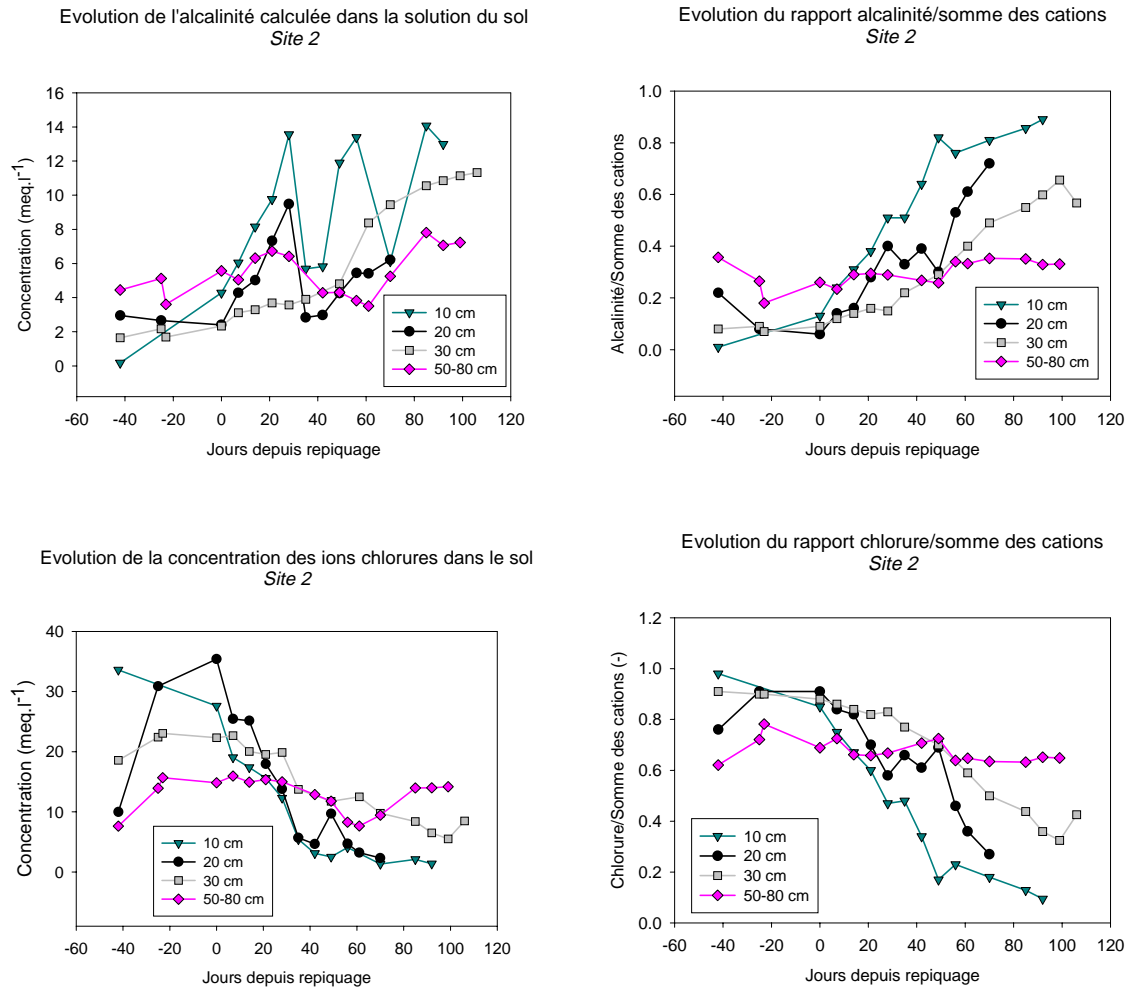 Evolution de l'alcalinité calculée dans la solution du sol
Site 2
Concentration (meq.l-1)
16
14
12
10
8
6
4
2
0
-60 -40 -20 0 20 40 60 80 100 120
Jours depuis repiquage
10 cm
20 cm
30 cm
50-80 cm
Evolution du rapport alcalinité/somme des cations
Site 2
Alcalinité/Somme des cations
1.0
0.8
0.6
0.4
0.2
0.0
-60 -40 -20 0 20 40 60 80 100 120
Jours depuis repiquage
10 cm
20 cm
30 cm
50-80 cm
Evolution de la concentration des ions chlorures dans le sol
Site 2
Concentration (meq.l-1)
40
30
20
10
0
-60 -40 -20 0 20 40 60 80 100 120
Jours depuis repiquage
10 cm
20 cm
30 cm
50-80 cm
Evolution du rapport chlorure/somme des cations
Site 2
Chlorure/Somme des cations (-)
1.2
1.0
0.8
0.6
0.4
0.2
0.0
-60 -40 -20 0 20 40 60 80 100 120
Jours depuis repiquage
10 cm
20 cm
30 cm
50-80 cm